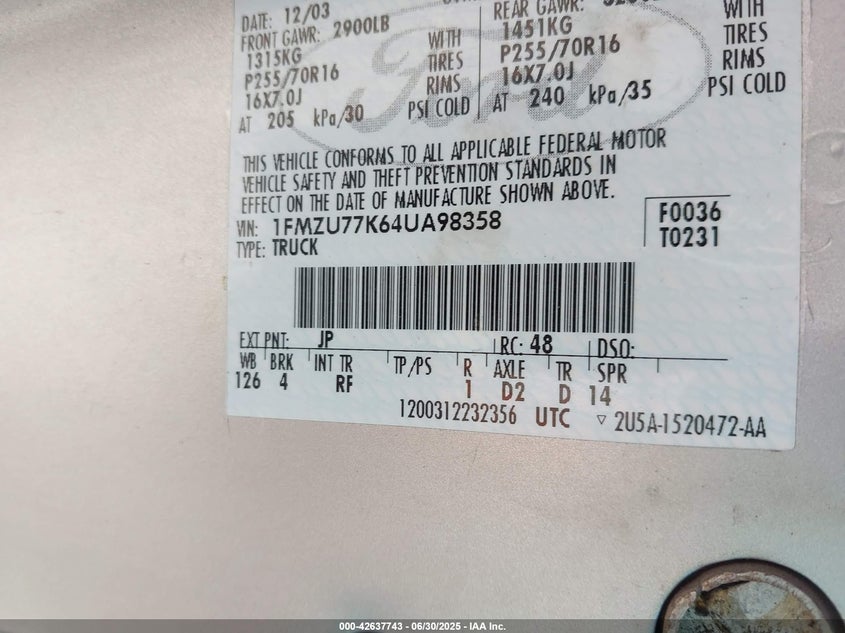 DATE: 12/03
FRONT GAWR: 2900LB
1315KG WITH
P255/70R16 TIRES
16X7.0J RIMS
AT 205 kPa/30 PSI COLD
REAR GAWR:
1451KG WITH
P255/70R16 TIRES
16X7.0J RIMS
AT 240 kPa/35 PSI COLD
Ford
THIS VEHICLE CONFORMS TO ALL APPLICABLE FEDERAL MOTOR
VEHICLE SAFETY AND THEFT PREVENTION STANDARDS IN
EFFECT ON THE DATE OF MANUFACTURE SHOWN ABOVE.
VIN: 1FMZU77K64UA98358 F0036
TYPE: TRUCK T0231
EXT PNT: JP RC: 48 DSO:
WB BRK INT TR TP/PS R AXLE TR SPR
126 4 RF 1 D2 D 14
1200312232356 UTC ▽ 2U5A-1520472-AA
000-42637743 - 06/30/2025 - IAA Inc.